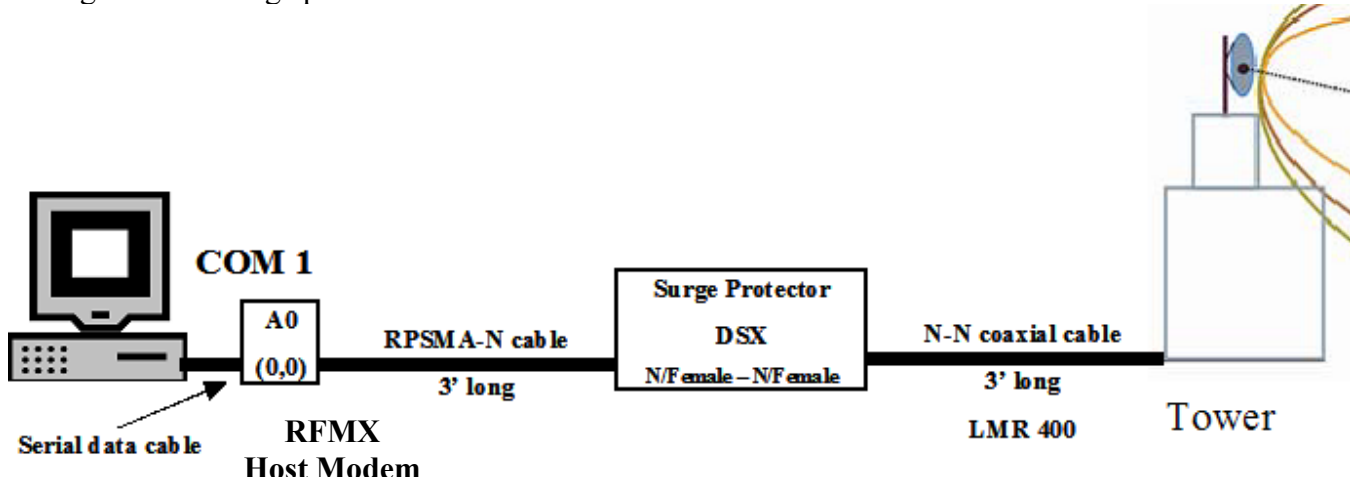 COM 1
A0
(0,0)
RPSMA-N cable
3' long
Surge Protector
DSX
N/Female – N/Female
N-N coaxial cable
3' long
LMR 400
Tower
Serial data cable
RFMX
Host Modem